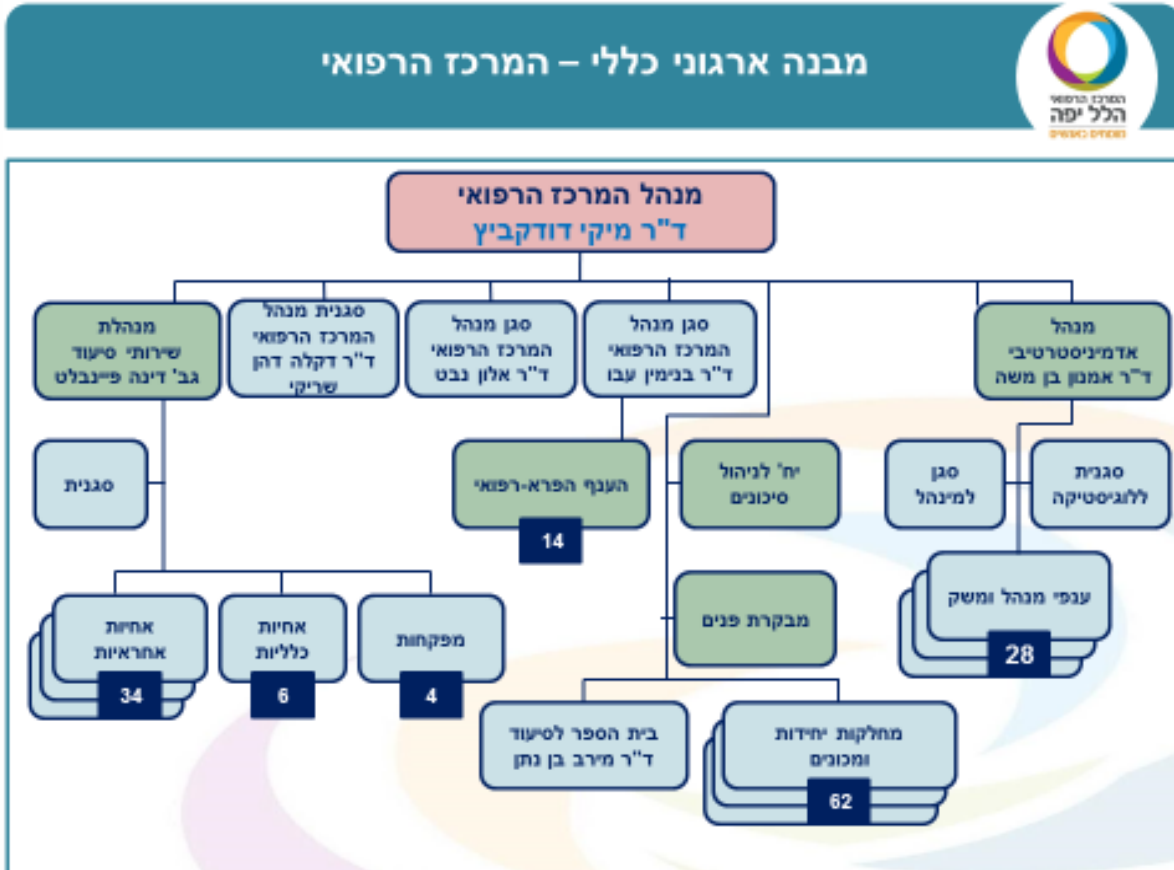 מבנה ארגוני כללי – המרכז הרפואי
המרכז הרפואי
הלל יפה
מומחים באנשים
מנהל המרכז הרפואי
ד"ר מיקי דודקביץ
מנהל
אדמיניסטרטיבי
ד"ר אמנון בן משה
סגן מנהל
המרכז הרפואי
ד"ר בנימין עבו
סגן מנהל
המרכז הרפואי
ד"ר אלון נבט
סגנית מנהל
המרכז הרפואי
ד"ר דקלה דהן
שריקי
מנהלת
שירותי סיעוד
גב' דינה פיינבלט
סגנית
ללוגיסטיקה
סגן
למינהל
יח' לניהול
סיכונים
הענף הפרא-רפואי
14
סגנית
ענפי מנהל ומשק
28
מבקרת פנים
מפקחות
4
אחיות
כלליות
6
אחיות
אחראיות
34
מחלקות יחידות
ומכונים
62
בית הספר לסיעוד
ד"ר מירב בן נתן